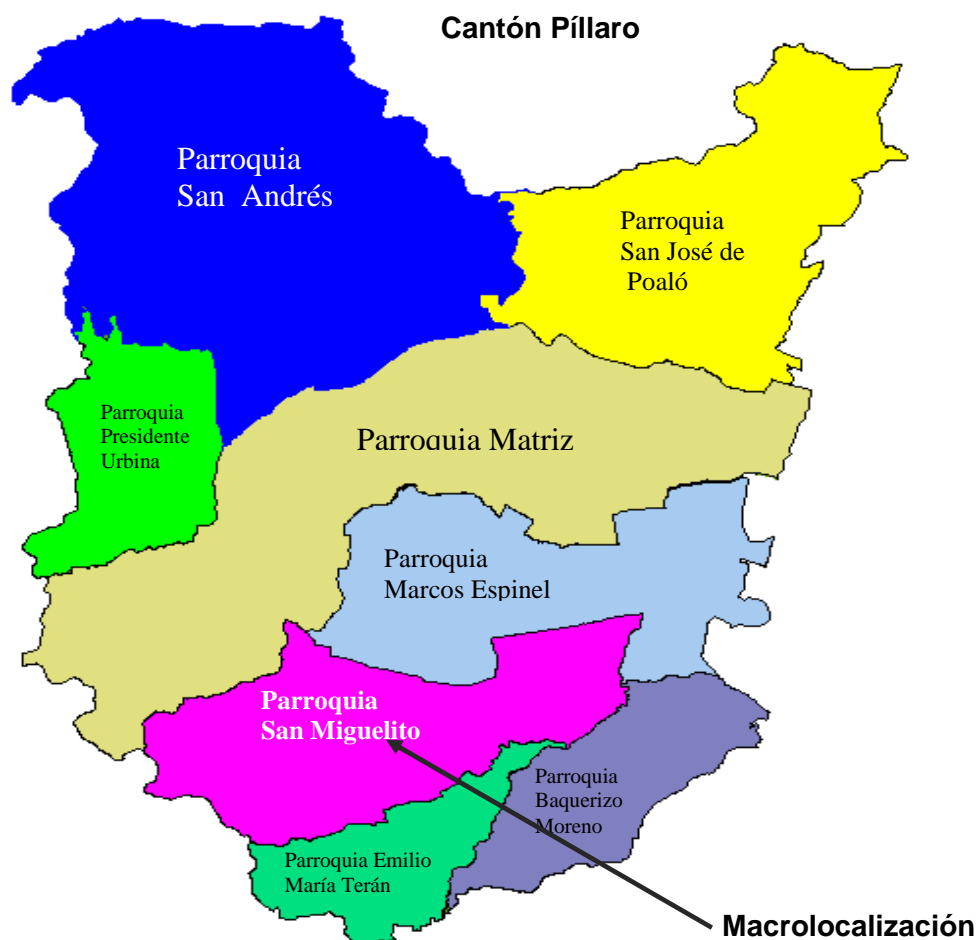 Cantón Píllaro
Parroquia
San Andrés
Parroquia
San José de
Poaló
Parroquia
Presidente
Urbina
Parroquia Matriz
Parroquia
Marcos Espinel
Parroquia
San Miguelito
Parroquia
Baquerizo
Moreno
Parroquia Emilio
María Terán
Macrolocalización